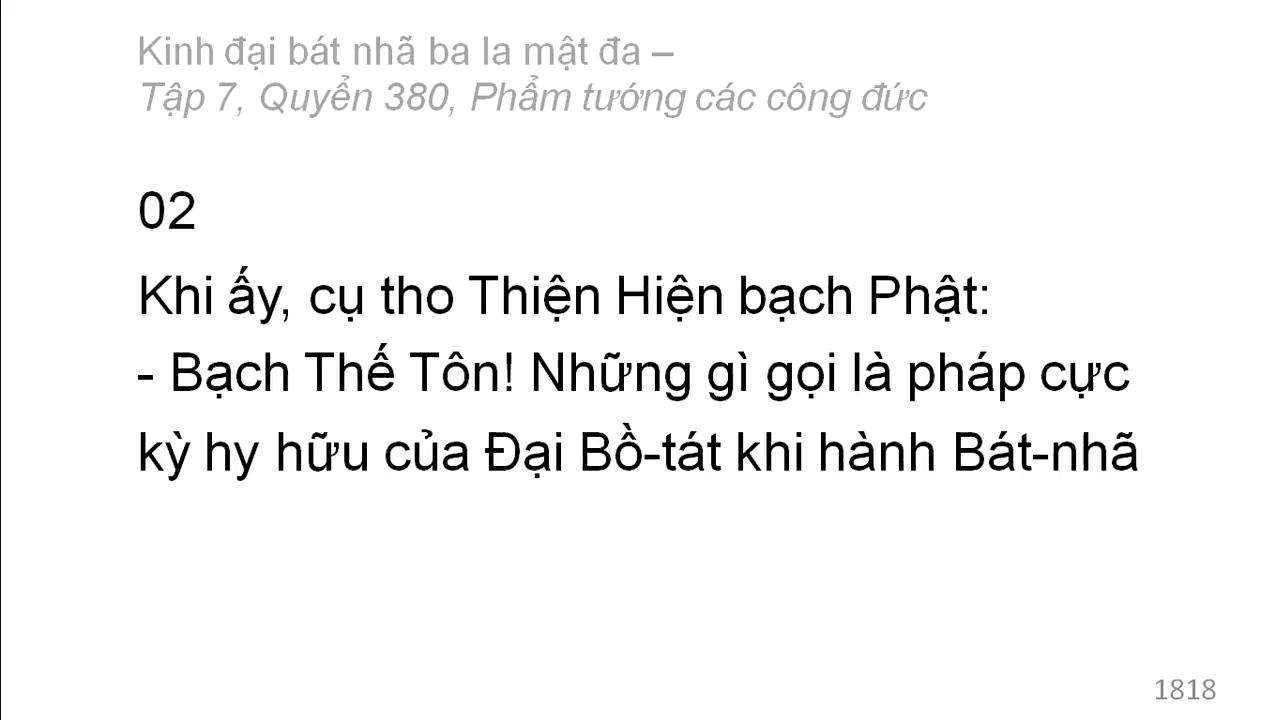 Kinh đại bát nhã ba la mật đa –
Tập 7, Quyển 380, Phẩm tướng các công đức
02
Khi ấy, cụ tho Thiện Hiện bạch Phật:
- Bạch Thế Tôn! Những gì gọi là pháp cực
kỳ hy hữu của Đại Bồ-tát khi hành Bát-nhã
1818